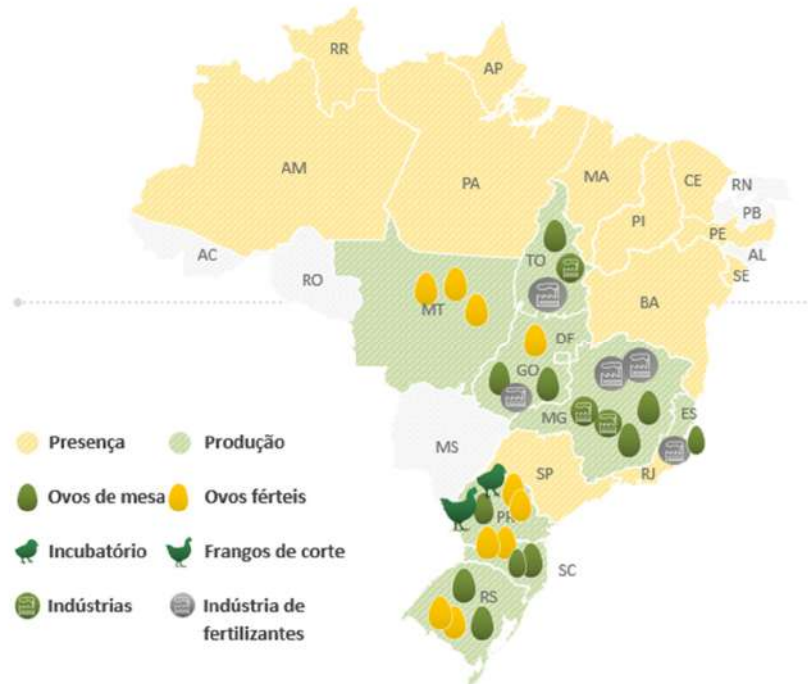 RR
AP
AM
PA
MA
CE
RN
PB
PI
PE
AL
SE
AC
RO
TO
BA
MT
DF
GO
MG
ES
MS
SP
RJ
PR
SC
RS
Presença
Produção
Ovos de mesa
Ovos férteis
Incubatório
Frangos de corte
Indústrias
Indústria de
fertilizantes